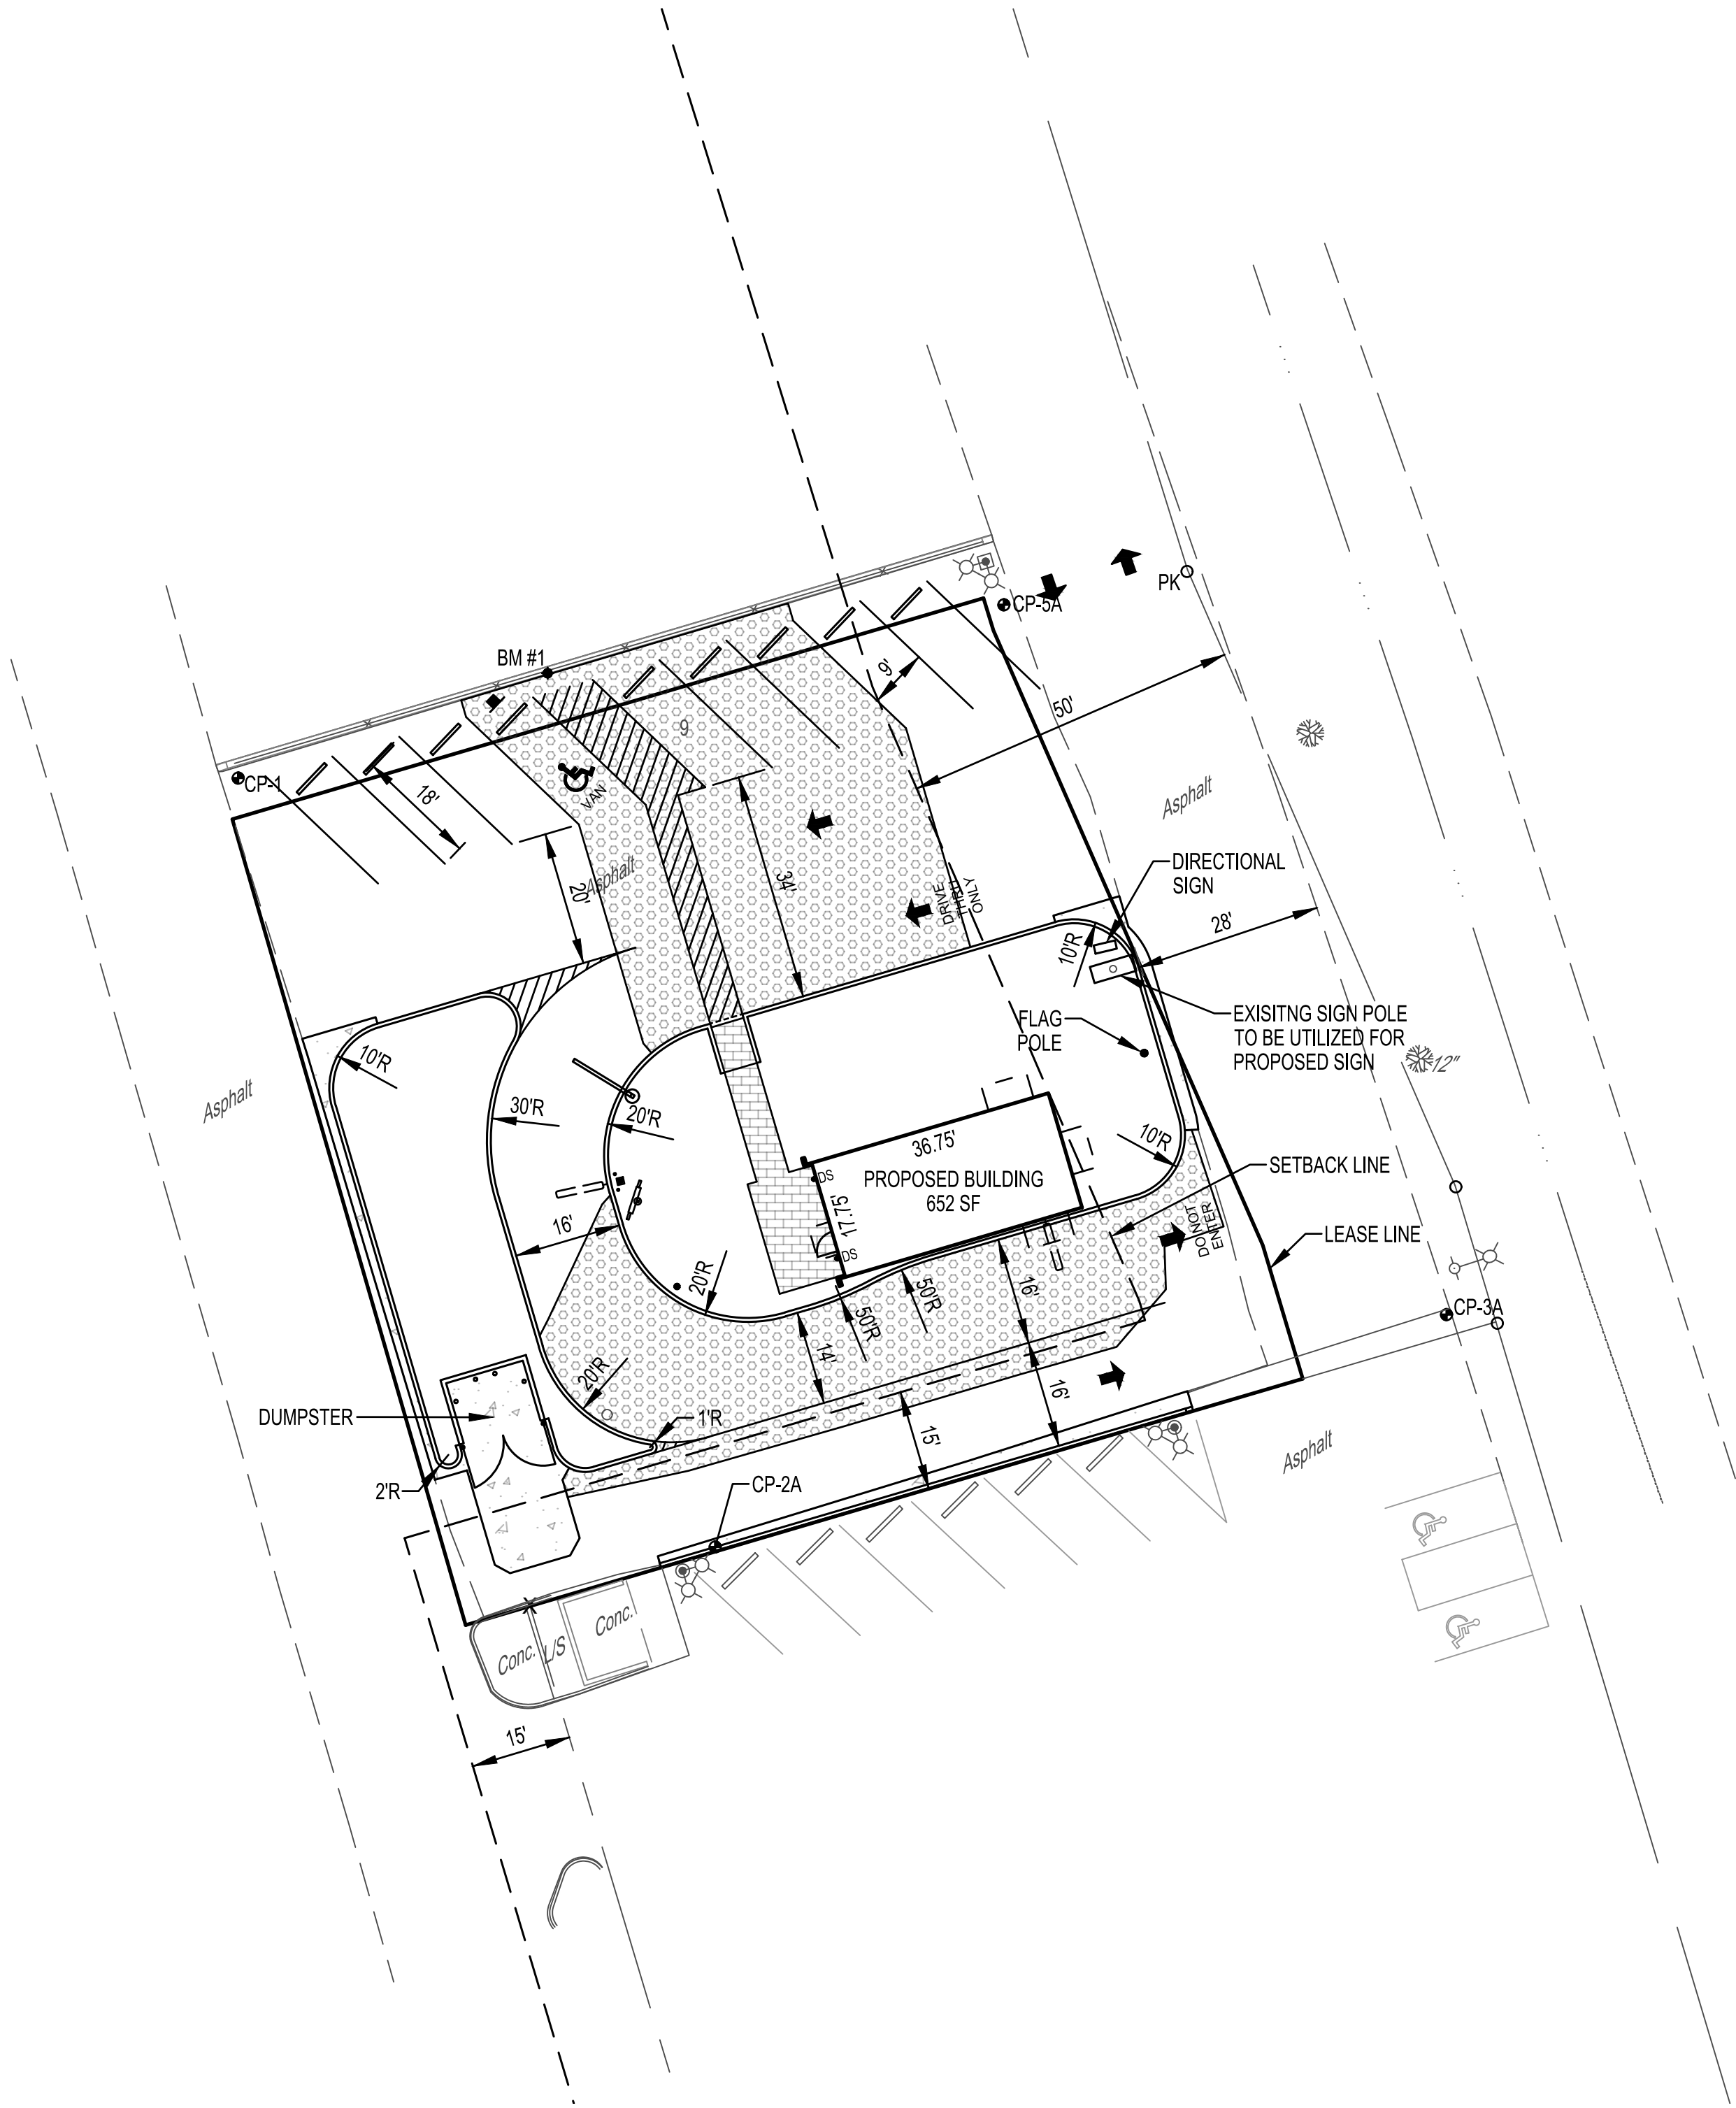 PK
CP-5A
BM #1
9'
9
50'
CP-1
18'
VAN
Asphalt
20'
Asphalt
34'
DRIVE
THRU
ONLY
DIRECTIONAL
SIGN
28'
10'R
EXISITNG SIGN POLE
TO BE UTILIZED FOR
PROPOSED SIGN
FLAG
POLE
12"
10'R
Asphalt
30'R
20'R
36.75'
10'R
PROPOSED BUILDING
652 SF
DS
17.75'
DS
SETBACK LINE
16'
DO NOT
ENTER
LEASE LINE
20'R
50'R
50'R
16'
CP-3A
14'
20'R
16'
DUMPSTER
1'R
15'
Asphalt
2'R
CP-2A
Conc.
L/S
Conc.
15'